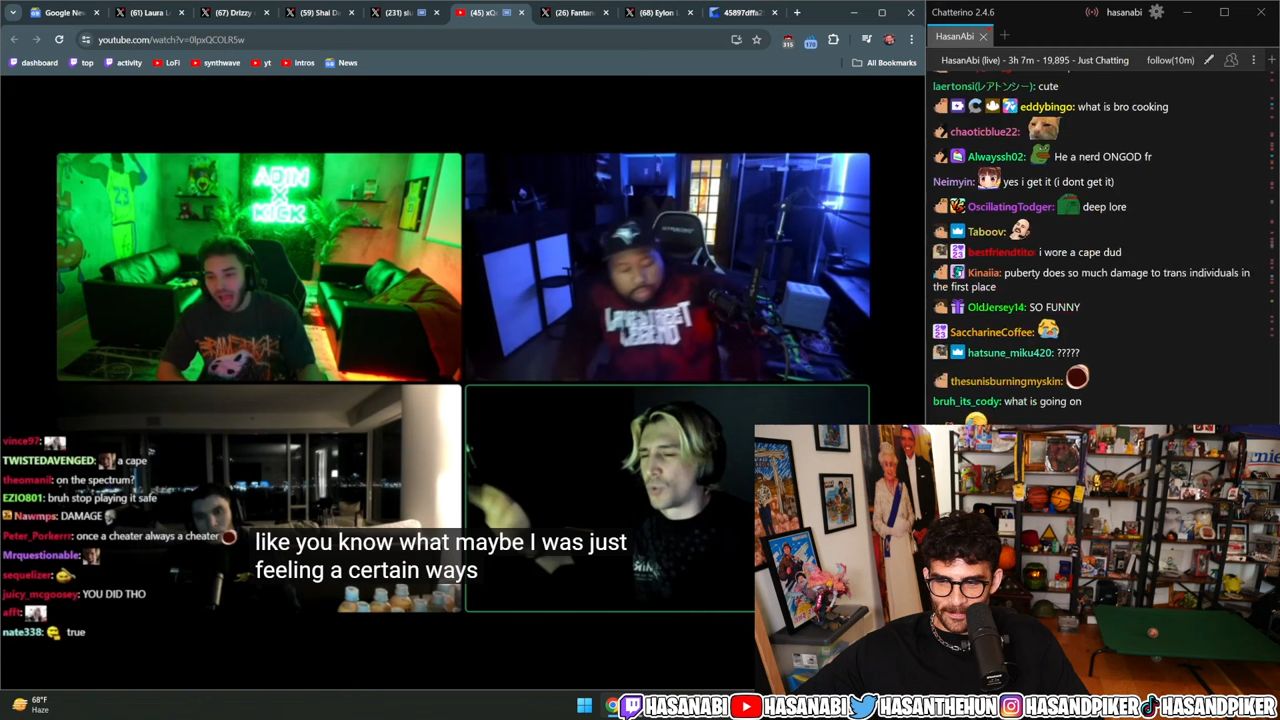 Google New
(61) Laura L
(67) Drizzy
(59) Shai D
(231) sl
(45) xQ
(26) Fantan
(68) Eylon L
45897dffa2
Chatterino 2.4.6
hasanabi
youtube.com/watch?v=0lpxQCOLR5w
315
170
HasanAbi
dashboard
top
activity
LoFi
synthwave
yt
intros
News
All Bookmarks
HasanAbi (live) - 3h 7m - 19,895 - Just Chatting
follow(10m)
laertonsi(レアトンシー): cute
eddybingo: what is bro cooking
chaoticblue22:
Alwayssh02: He a nerd ONGOD fr
Neimyin: yes i get it (i dont get it)
OscillatingTodger: deep lore
Taboov:
bestfriendtito: i wore a cape dud
Kinaiia: puberty does so much damage to trans individuals in
the first place
OldJersey14: SO FUNNY
SaccharineCoffee:
hatsune_miku420: ?????
thesunisburningmyskin:
bruh_its_cody: what is going on
ADIN
X
KICK
23
vince97:
TWISTEDAVENGED: a cape
theomanil: on the spectrum?
EZIO801: bruh stop playing it safe
Nawmps: DAMAGE
Peter_Porkerrr: once a cheater always a cheater
Mrquestionable:
sequelizer:
juicy_mcgoosey: YOU DID THO
afft:
nate338: true
like you know what maybe I was just
feeling a certain ways
68°F
Haze
HASANABI
HASANABI
HASANTHEHUN
HASANDPIKER
HASANDPIKER